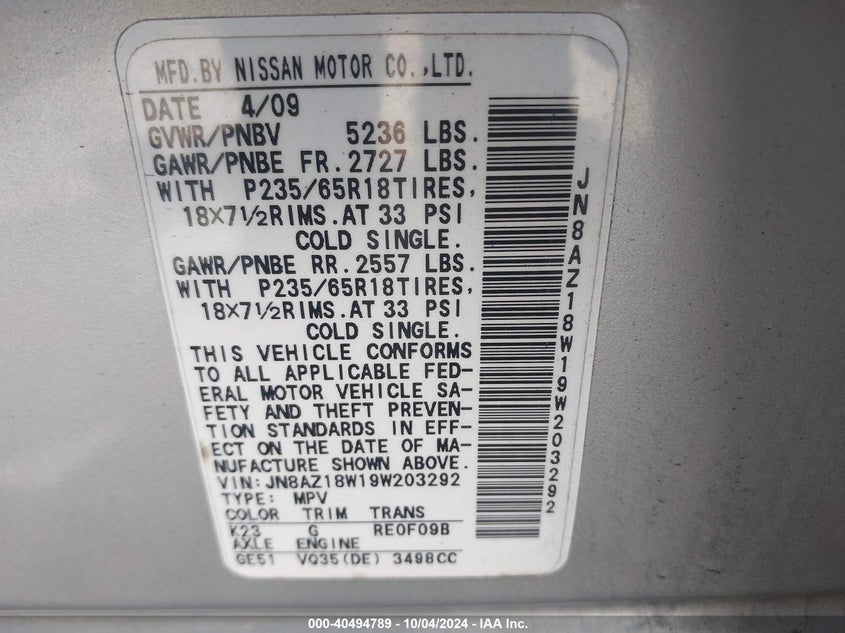 MFD.BY NISSAN MOTOR CO.,LTD.
DATE 4/09
GVWR/PNBV 5236 LBS.
GAWR/PNBE FR. 2727 LBS.
WITH P235/65R18TIRES,
18X7½RIMS.AT 33 PSI
COLD SINGLE.
GAWR/PNBE RR. 2557 LBS.
WITH P235/65R18TIRES,
18X7½RIMS.AT 33 PSI
COLD SINGLE.
THIS VEHICLE CONFORMS
TO ALL APPLICABLE FED-
ERAL MOTOR VEHICLE SA-
FETY AND THEFT PREVEN-
TION STANDARDS IN EFF-
ECT ON THE DATE OF MA-
NUFACTURE SHOWN ABOVE.
VIN: JN8AZ18W19W203292
TYPE: MPV
COLOR TRIM TRANS
K23 G RE0F09B
AXLE ENGINE
GE51 VQ35(DE) 3498CC
JN8AZ18W19W203292
000-40494789 - 10/04/2024 - IAA Inc.